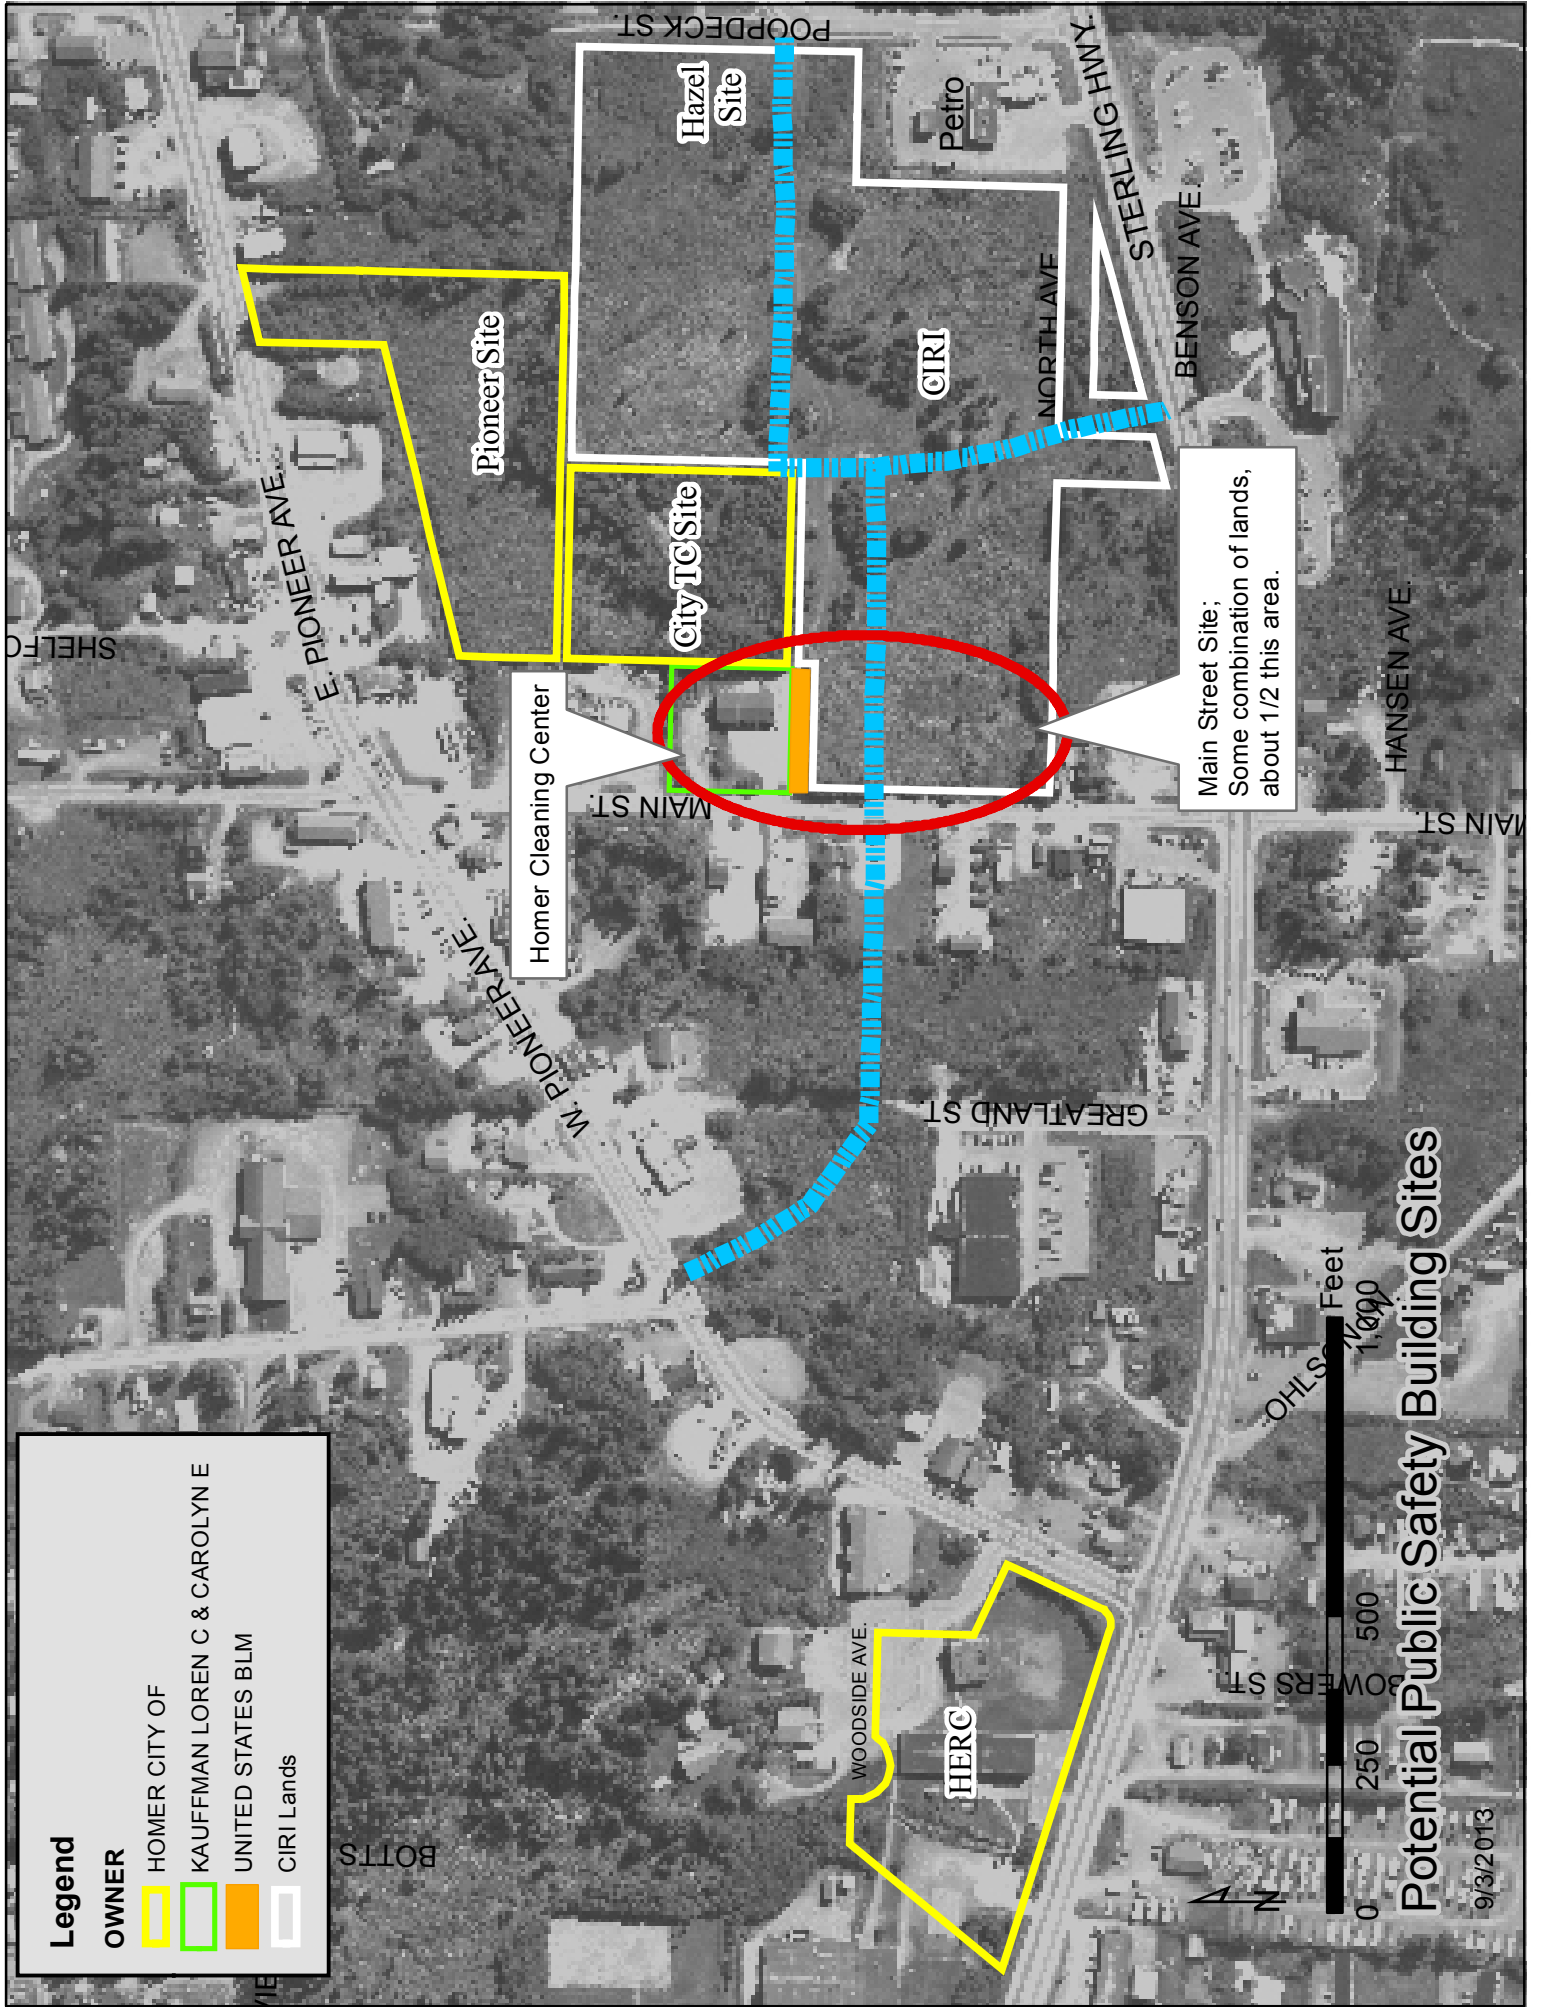 Legend
OWNER
HOMER CITY OF
KAUFFMAN LOREN C & CAROLYN E
UNITED STATES BLM
CIRI Lands
SHELFO
E. PIONEER AVE.
POOPDECK ST.
Pioneer Site
Hazel
Site
Homer Cleaning Center
City TC Site
MAIN ST.
W. PIONEER AVE.
Petro
CIRI
NORTH AVE
STERLING HWY.
BENSON AVE.
BOTTS
WOODSIDE AVE.
HERC
GREATLAND ST.
Main Street Site;
Some combination of lands,
about 1/2 this area.
HANSEN AVE.
MAIN ST.
BOWERS ST.
N
0 250 500 1,000
Feet
Potential Public Safety Building Sites
9/3/2013